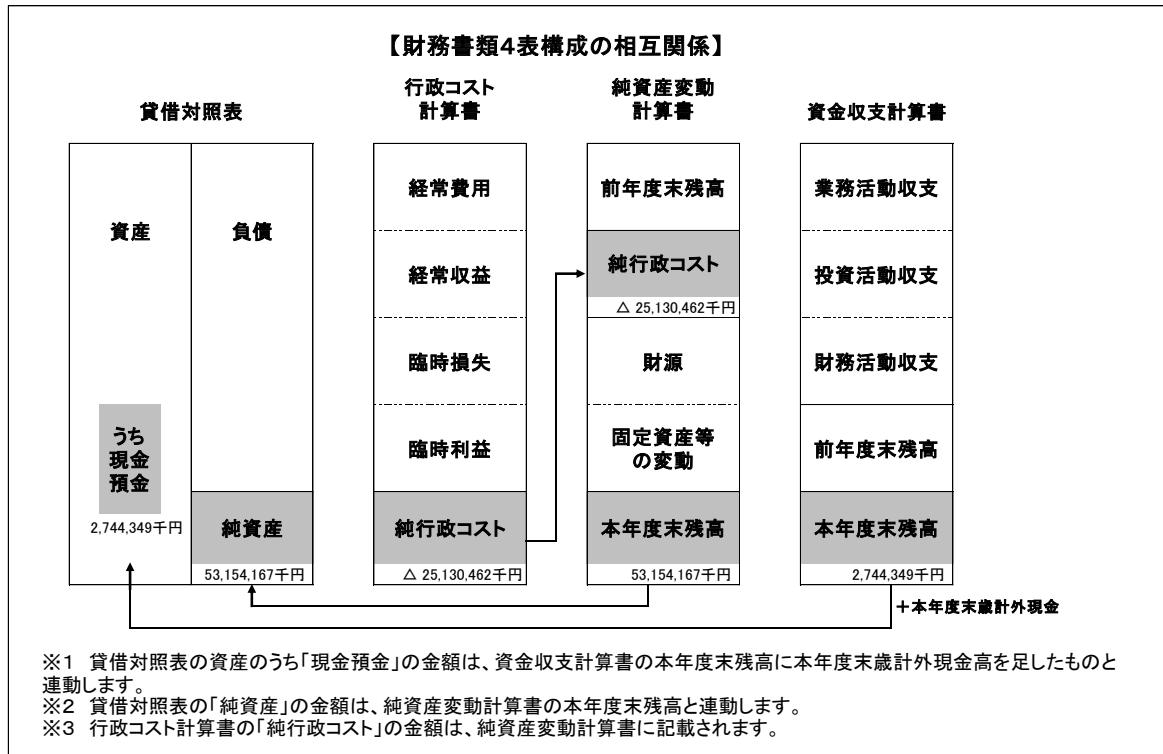 【財務書類4表構成の相互関係】
貸借対照表
行政コスト
計算書
純資産変動
計算書
資金収支計算書
資産
負債
うち
現金
預金
2,744,349千円
純資産
53,154,167千円
経常費用
経常収益
臨時損失
臨時利益
純行政コスト
△ 25,130,462千円
前年度末残高
純行政コスト
△ 25,130,462千円
財源
固定資産等
の変動
本年度末残高
53,154,167千円
業務活動収支
投資活動収支
財務活動収支
前年度末残高
本年度末残高
2,744,349千円
＋本年度末歳計外現金
※1 貸借対照表の資産のうち「現金預金」の金額は、資金収支計算書の本年度末残高に本年度末歳計外現金高を足したものと
連動します。
※2 貸借対照表の「純資産」の金額は、純資産変動計算書の本年度末残高と連動します。
※3 行政コスト計算書の「純行政コスト」の金額は、純資産変動計算書に記載されます。